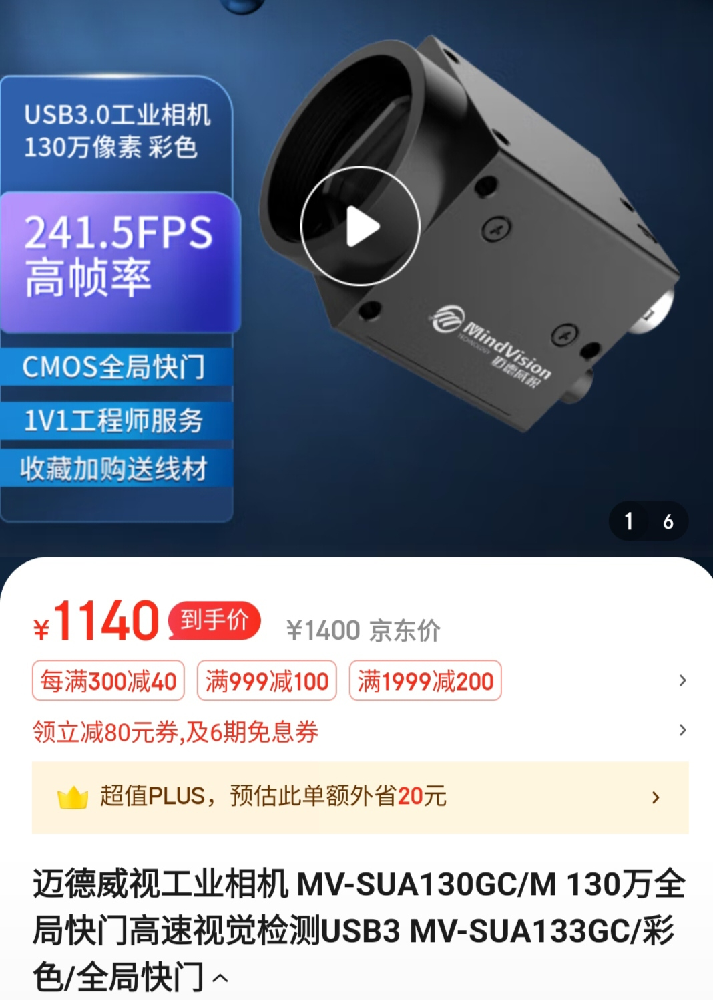 USB3.0工业相机
130万像素 彩色
241.5FPS
高帧率
CMOS全局快门
1V1工程师服务
收藏加购送线材
MindVision
TECHNOLOGY
迈德威视
1 6
¥1140 到手价 ¥1400 京东价
每满300减40 满999减100 满1999减200
领立减80元券,及6期免息券
超值PLUS，预估此单额外省20元
迈德威视工业相机 MV-SUA130GC/M 130万全
局快门高速视觉检测USB3 MV-SUA133GC/彩
色/全局快门